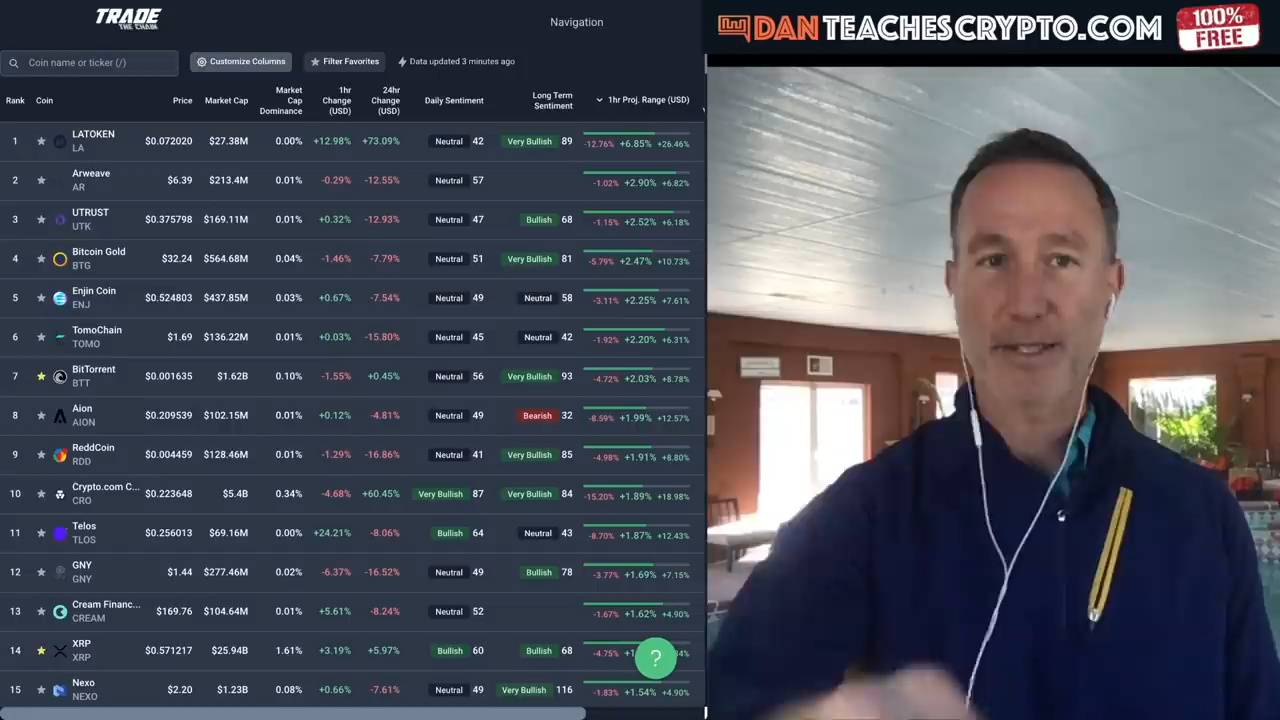 TRADE
THE CHAIN
Navigation
DANTEACHESCRYPTO.COM
100%
FREE
Coin name or ticker (/)
Customize Columns
Filter Favorites
Data updated 3 minutes ago
Rank Coin Price Market Cap Market Cap Dominance 1hr Change (USD) 24hr Change (USD) Daily Sentiment Long Term Sentiment 1hr Proj. Range (USD)
1 LATOKEN LA $0.072020 $27.38M 0.00% +12.98% +73.09% Neutral 42 Very Bullish 89 -12.76% +6.85% +26.46%
2 Arweave AR $6.39 $213.4M 0.01% -0.29% -12.55% Neutral 57 -1.02% +2.90% +6.82%
3 UTRUST UTK $0.375798 $169.11M 0.01% +0.32% -12.93% Neutral 47 Bullish 68 -1.15% +2.52% +6.18%
4 Bitcoin Gold BTG $32.24 $564.68M 0.04% -1.46% -7.79% Neutral 51 Very Bullish 81 -5.79% +2.47% +10.73%
5 Enjin Coin ENJ $0.524803 $437.85M 0.03% +0.67% -7.54% Neutral 49 Neutral 58 -3.11% +2.25% +7.61%
6 TomoChain TOMO $1.69 $136.22M 0.01% +0.03% -15.80% Neutral 45 Neutral 42 -1.92% +2.20% +6.31%
7 BitTorrent BTT $0.001635 $1.62B 0.10% -1.55% +0.45% Neutral 56 Very Bullish 93 -4.72% +2.03% +8.78%
8 Aion AION $0.209539 $102.15M 0.01% +0.12% -4.81% Neutral 49 Bearish 32 -8.59% +1.99% +12.57%
9 ReddCoin RDD $0.004459 $128.46M 0.01% -1.29% -16.86% Neutral 41 Very Bullish 85 -4.98% +1.91% +8.80%
10 Crypto.com C... CRO $0.223648 $5.4B 0.34% -4.68% +60.45% Very Bullish 87 Very Bullish 84 -15.20% +1.89% +18.98%
11 Telos TLOS $0.256013 $69.16M 0.00% +24.21% -8.06% Bullish 64 Neutral 43 -8.70% +1.87% +12.43%
12 GNY GNY $1.44 $277.46M 0.02% -6.37% -16.52% Neutral 49 Bullish 78 -3.77% +1.69% +7.15%
13 Cream Financ... CREAM $169.76 $104.64M 0.01% +5.61% -8.24% Neutral 52 -1.67% +1.62% +4.90%
14 XRP XRP $0.571217 $25.94B 1.61% +3.19% +5.97% Bullish 60 Bullish 68 -4.75% ?
15 Nexo NEXO $2.20 $1.23B 0.08% +0.66% -7.61% Neutral 49 Very Bullish 116 -1.83% +1.54% +4.90%